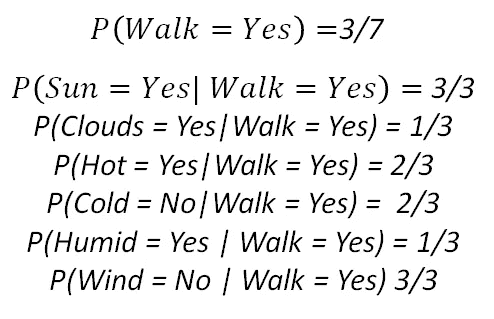 P(Walk = Yes) =3/7
P(Sun = Yes| Walk = Yes) = 3/3
P(Clouds = Yes|Walk = Yes) = 1/3
P(Hot = Yes|Walk = Yes) = 2/3
P(Cold = No|Walk = Yes) = 2/3
P(Humid = Yes | Walk = Yes) = 1/3
P(Wind = No | Walk = Yes) 3/3